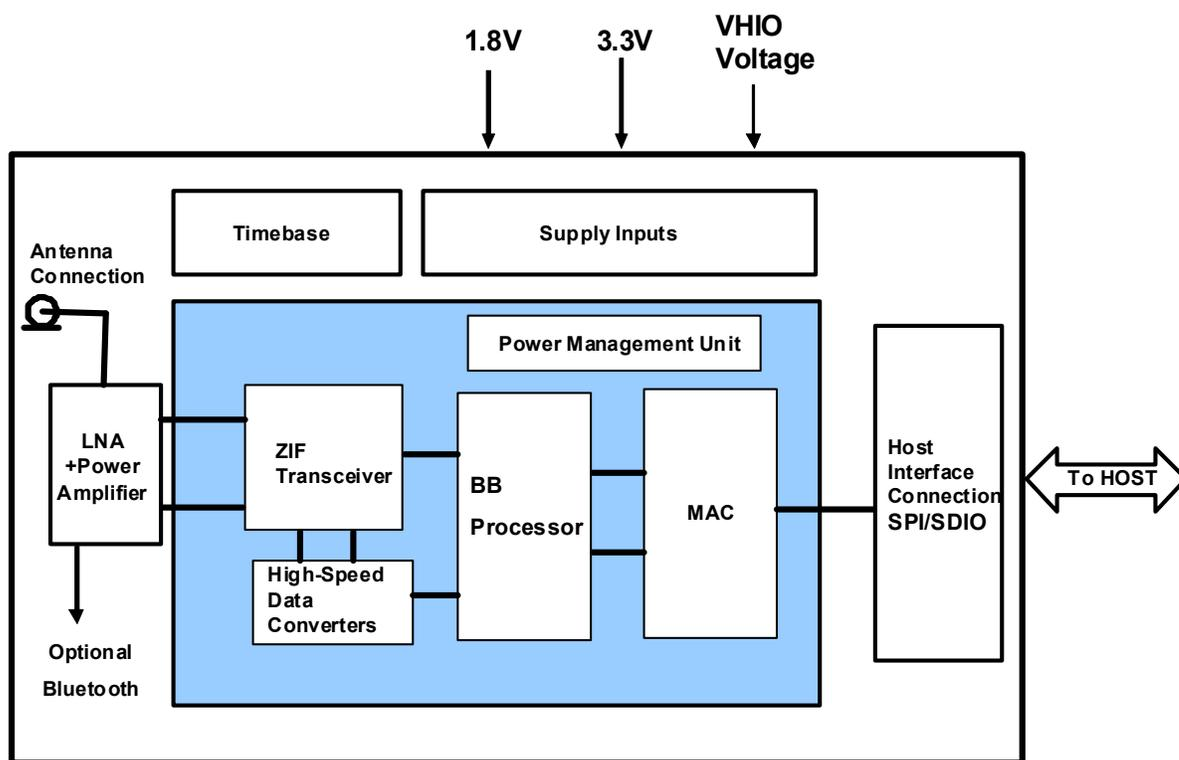 1.8V
3.3V
VHIO
Voltage
Timebase
Supply Inputs
Antenna
Connection
Power Management Unit
LNA
+Power
Amplifier
ZIF
Transceiver
BB
Processor
MAC
Host
Interface
Connection
SPI/SDIO
To HOST
High-Speed
Data
Converters
Optional
Bluetooth